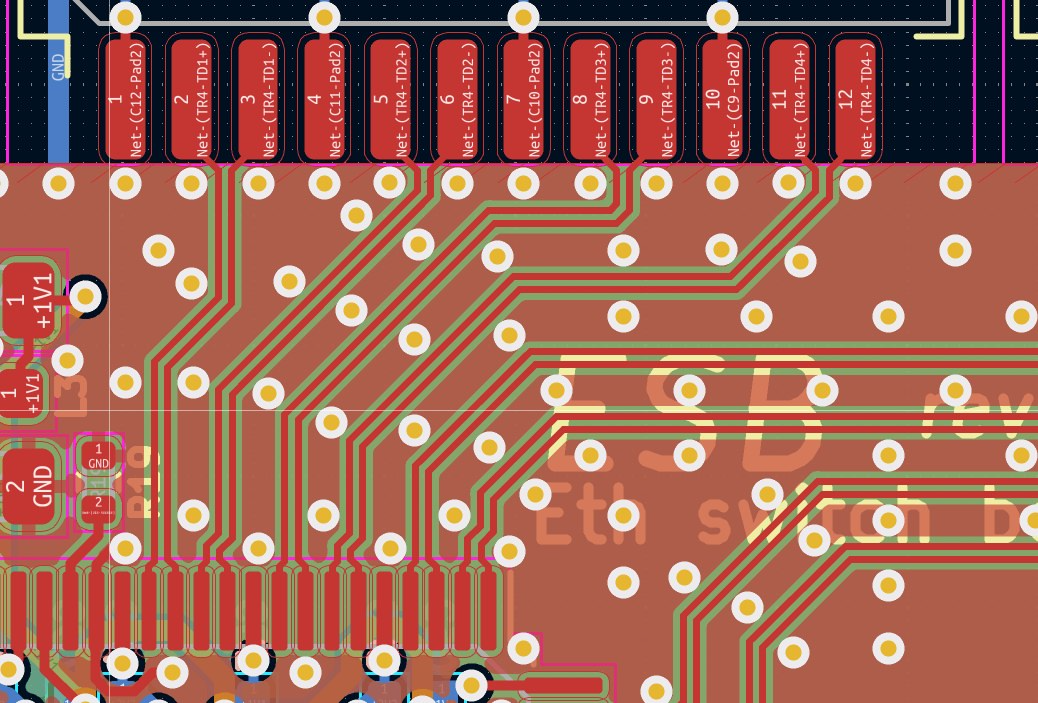 GND
1
Net-(C12-Pad2)
2
Net-(TR4-TD1+)
3
Net-(TR4-TD1-)
4
Net-(C11-Pad2)
5
Net-(TR4-TD2+)
6
Net-(TR4-TD2-)
7
Net-(C10-Pad2)
8
Net-(TR4-TD3+)
9
Net-(TR4-TD3-)
10
Net-(C9-Pad2)
11
Net-(TR4-TD4+)
12
Net-(TR4-TD4-)
1
+1V1
1
+1V1
ESB
rev
2
GND
1
GND
2
R19
Eth switch b